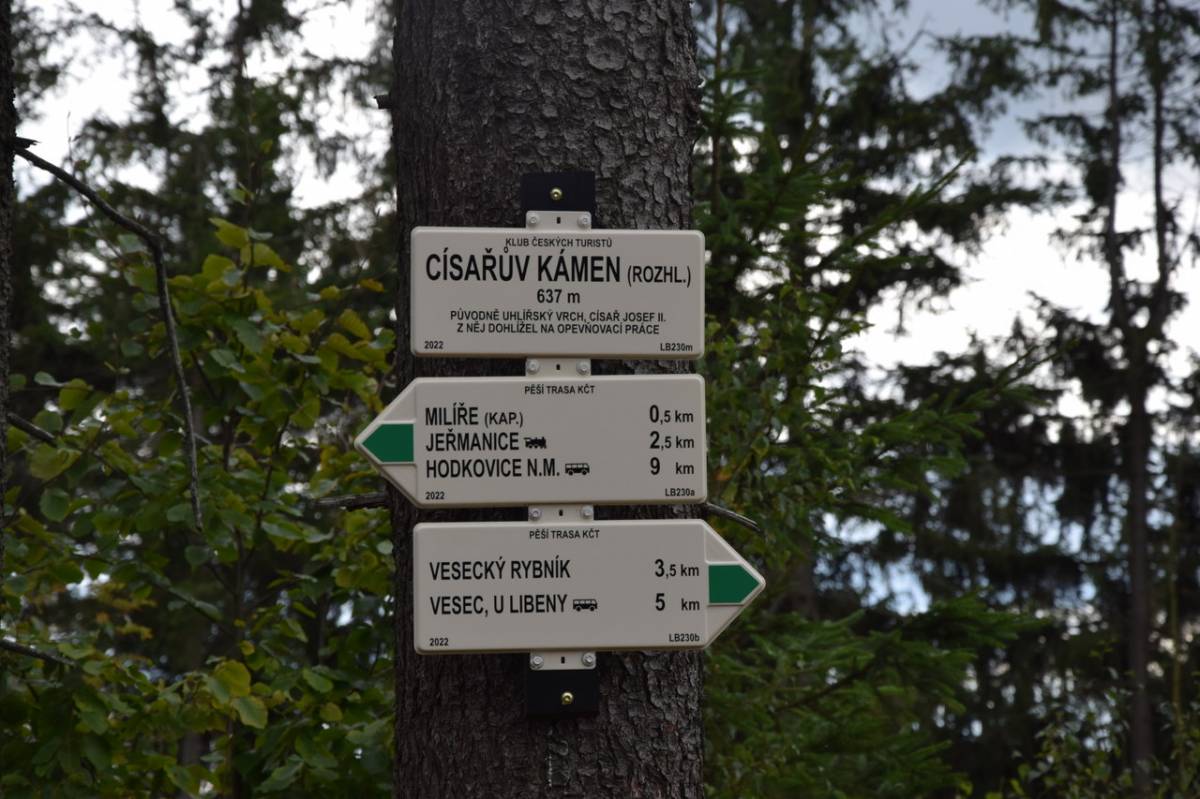 KLUB ČESKÝCH TURISTŮ
CÍSAŘŮV KÁMEN (ROZHL.)
637 m
PŮVODNĚ UHLÍŘSKÝ VRCH, CÍSAŘ JOSEF II.
Z NĚJ DOHLÍŽEL NA OPEVŇOVACÍ PRÁCE
2022 LB230m
PĚŠÍ TRASA KČT
MILÍŘE (KAP.) 0,5 km
JEŘMANICE 2,5 km
HODKOVICE N.M. 9 km
2022 LB230a
PĚŠÍ TRASA KČT
VESECKÝ RYBNÍK 3,5 km
VESEC, U LIBENY 5 km
2022 LB230b